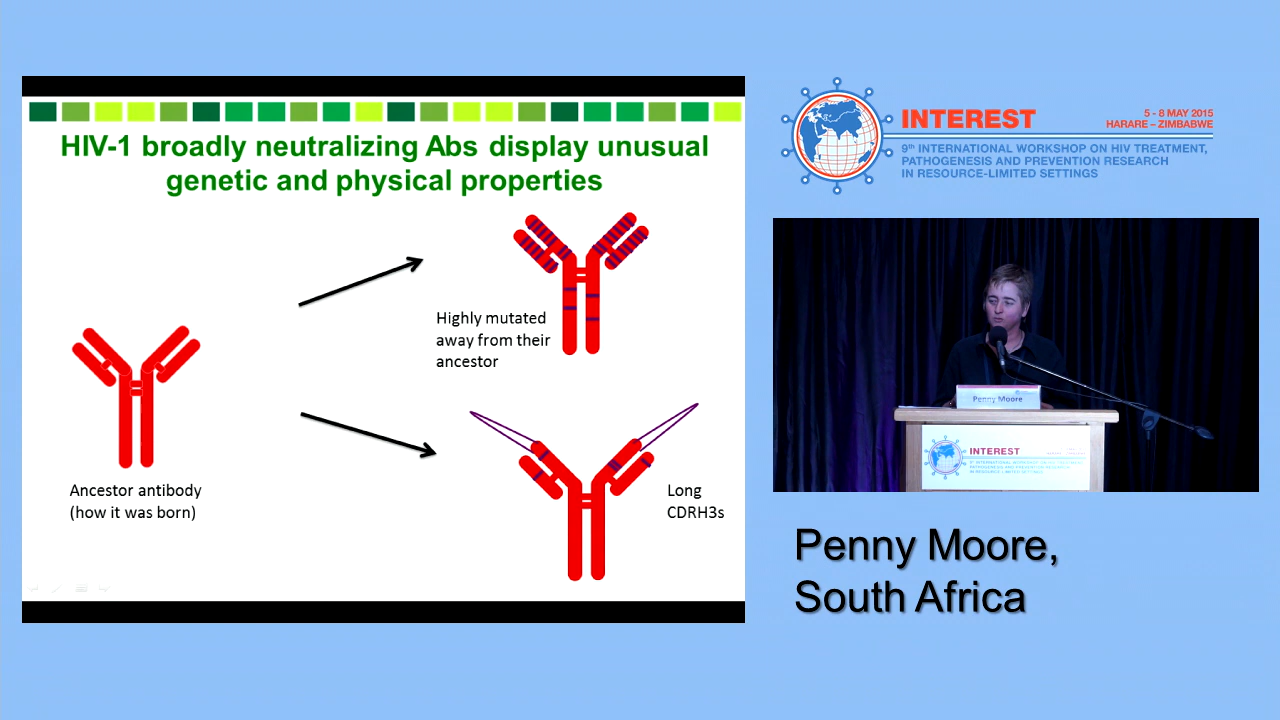 HIV-1 broadly neutralizing Abs display unusual
genetic and physical properties
Highly mutated
away from their
ancestor
Ancestor antibody
(how it was born)
Long
CDRH3s
INTEREST
5 - 8 MAY 2015
HARARE – ZIMBABWE
9th INTERNATIONAL WORKSHOP ON HIV TREATMENT,
PATHOGENESIS AND PREVENTION RESEARCH
IN RESOURCE-LIMITED SETTINGS
Penny Moore
INTEREST
Penny Moore,
South Africa